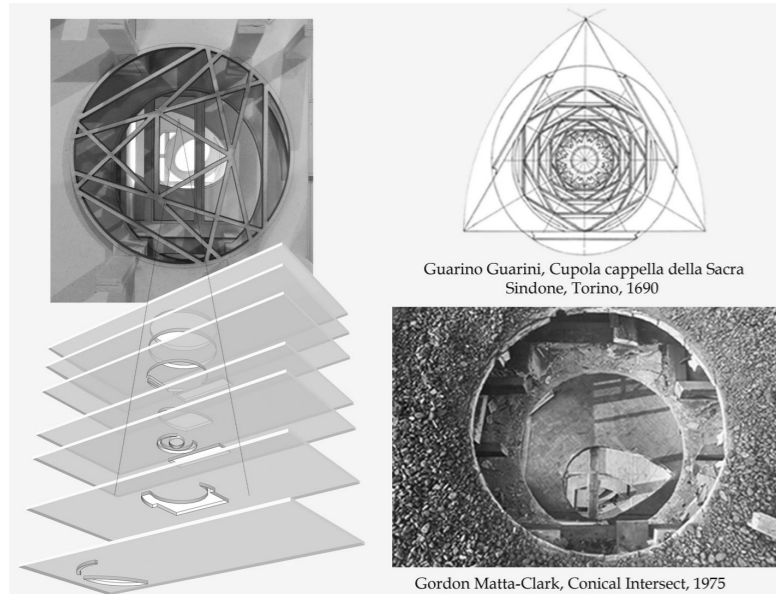 Guarino Guarini, Cupola cappella della Sacra
Sindone, Torino, 1690
Gordon Matta-Clark, Conical Intersect, 1975